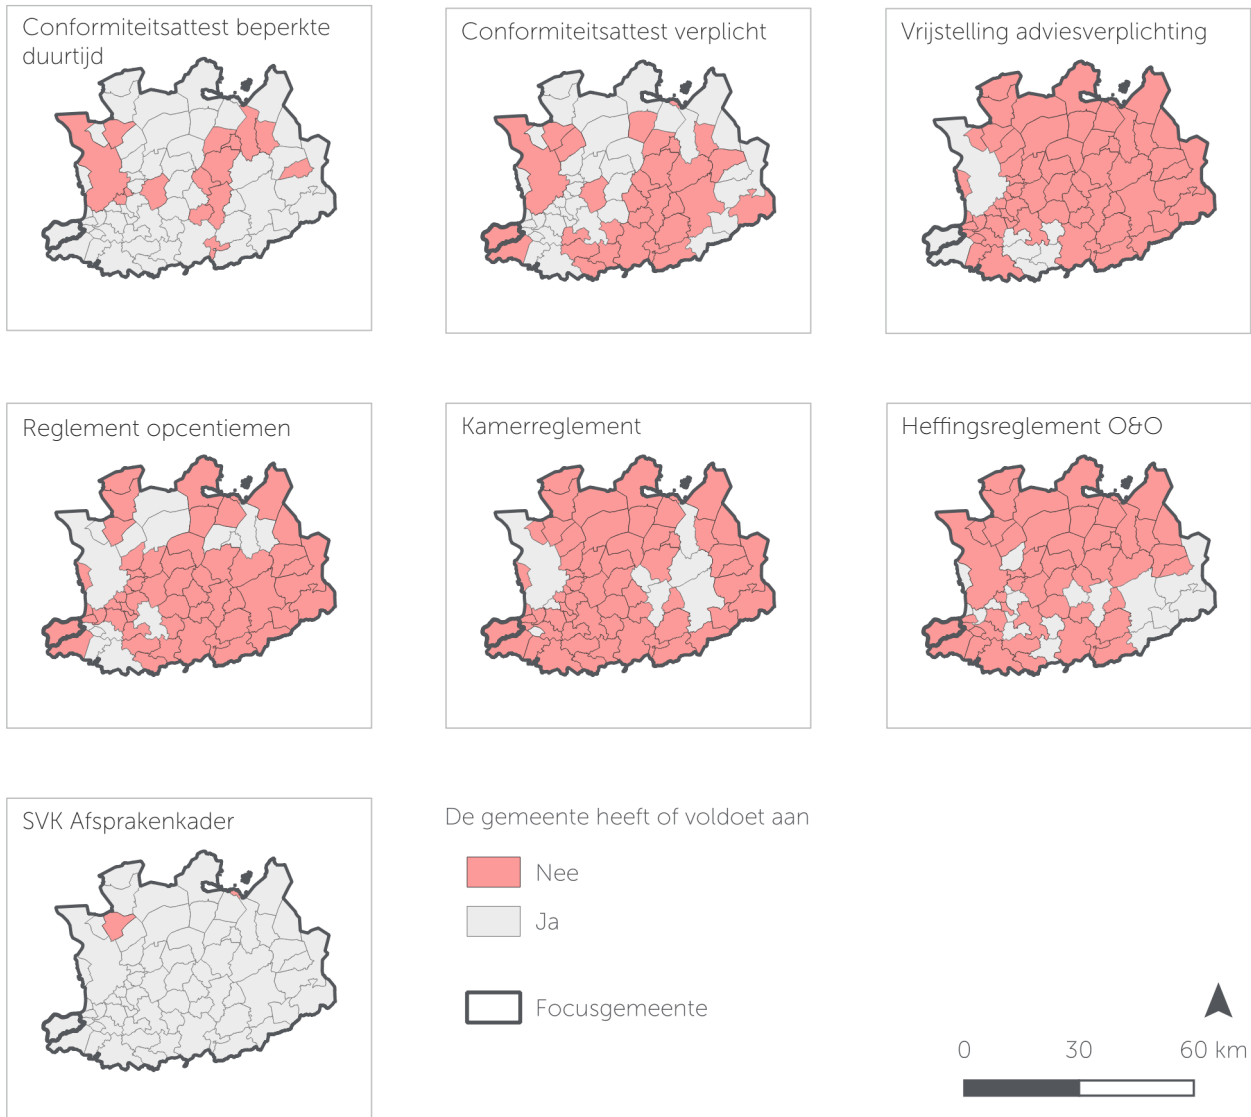 Conformiteitsattest beperkte
duurtijd
Conformiteitsattest verplicht
Vrijstelling adviesverplichting
Reglement opcentiemen
Kamerreglement
Heffingsreglement O&O
SVK Afsprakenkader
De gemeente heeft of voldoet aan
Nee
Ja
Focusgemeente
0 30 60 km